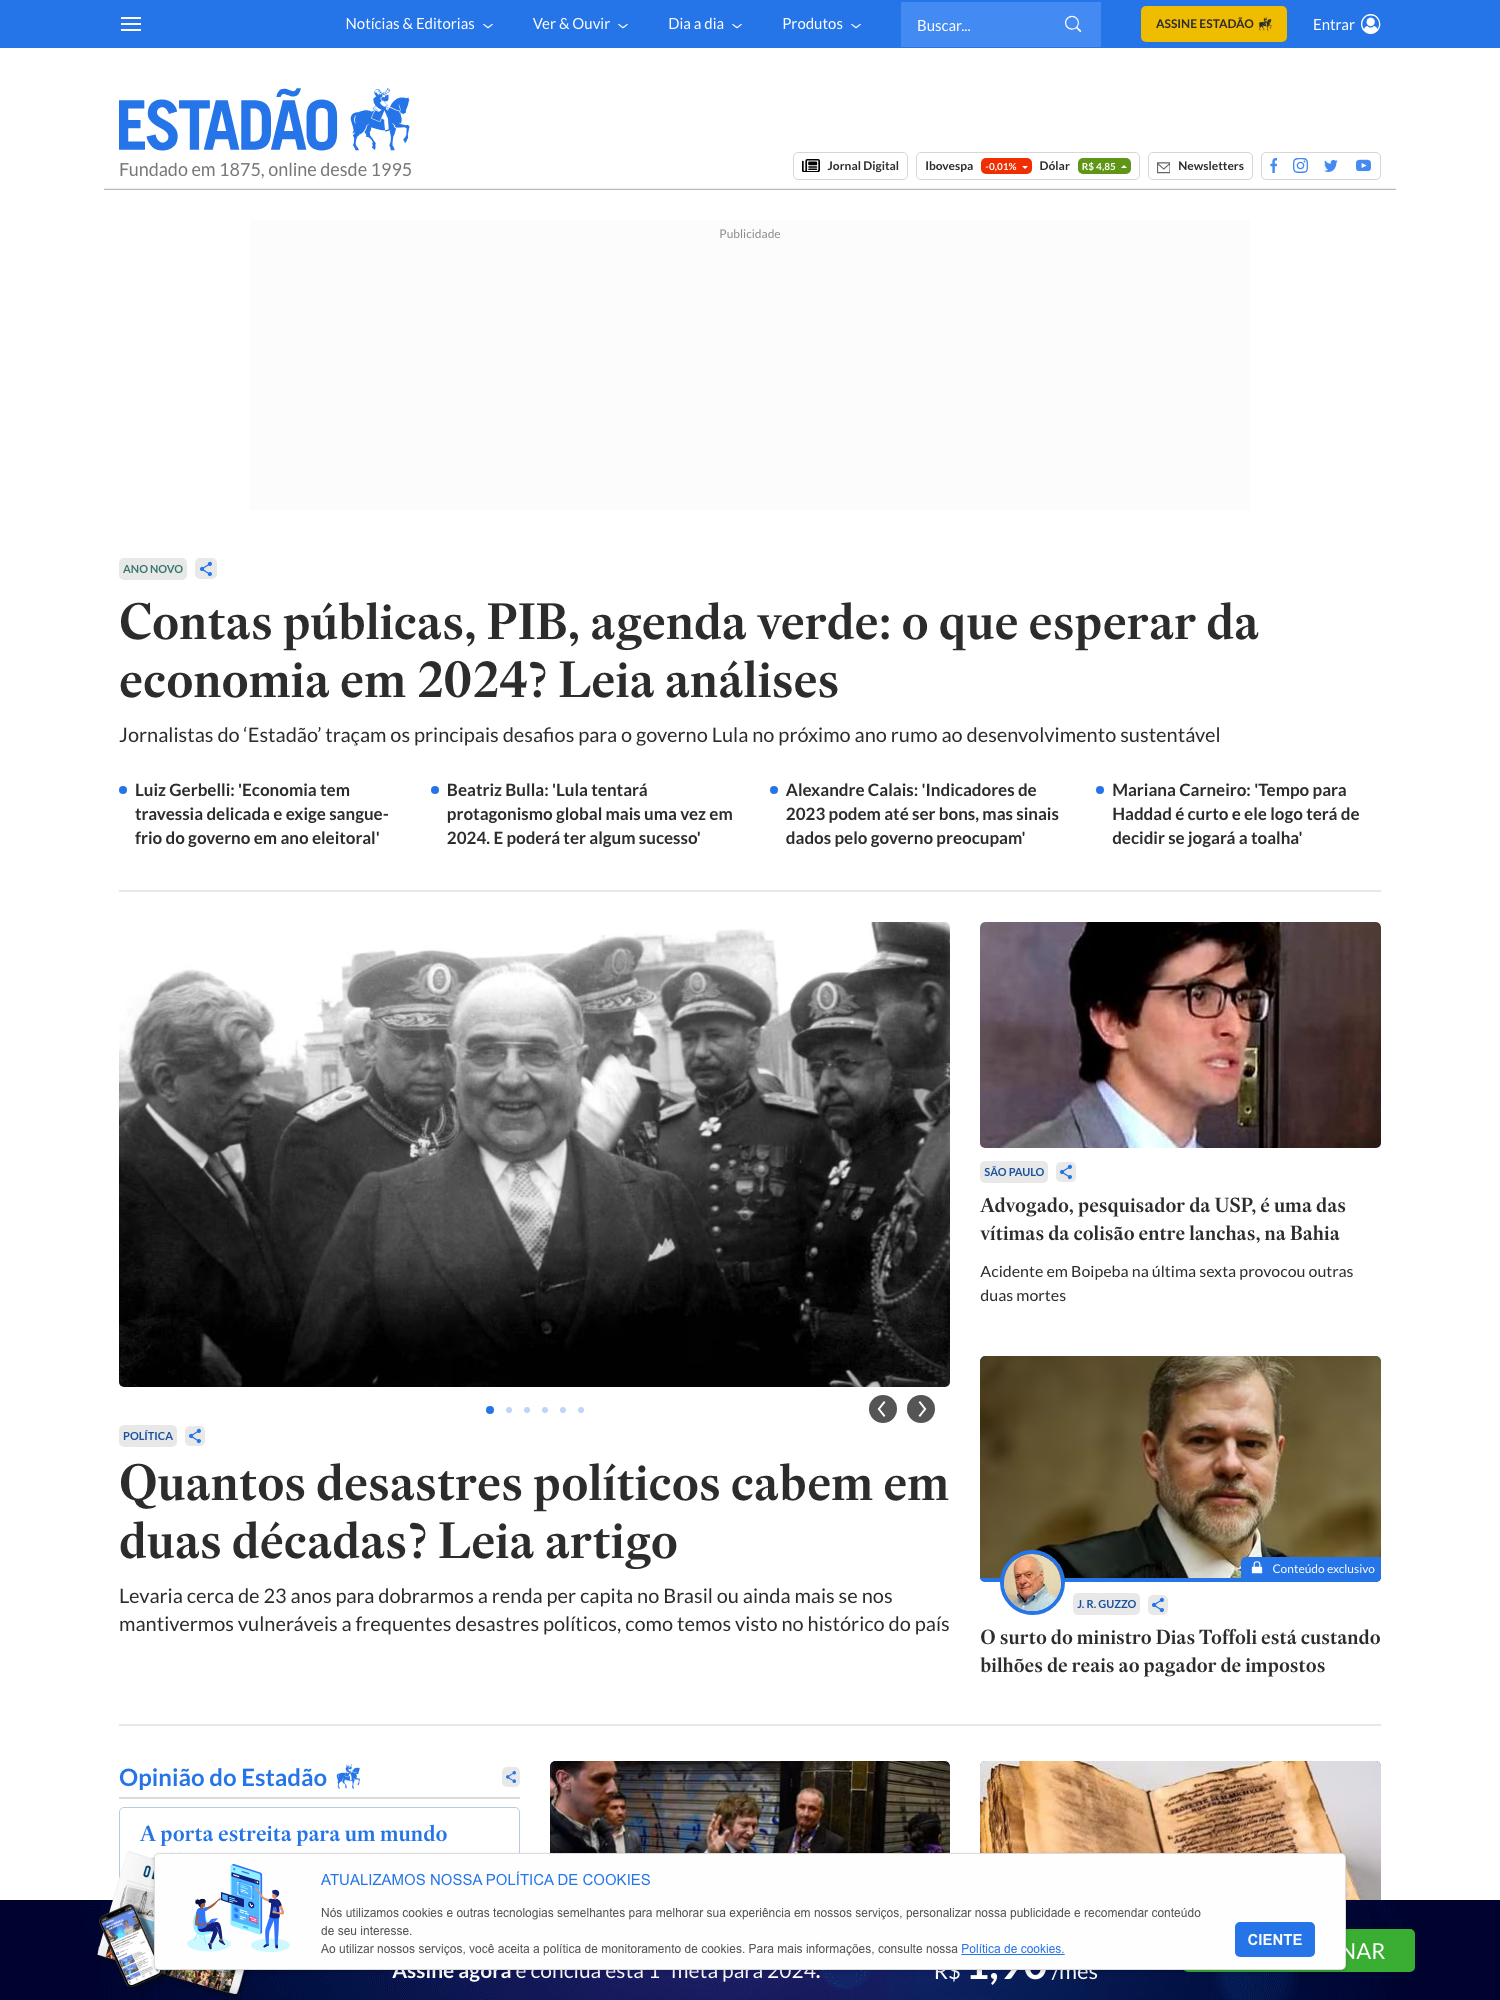 Notícias & Editorias
Ver & Ouvir
Dia a dia
Produtos
Buscar...
ASSINE ESTADÃO
Entrar
ESTADÃO
Fundado em 1875, online desde 1995
Jornal Digital
Ibovespa -0,01% Dólar R$ 4,85
Newsletters
Publicidade
ANO NOVO
Contas públicas, PIB, agenda verde: o que esperar da
economia em 2024? Leia análises
Jornalistas do ‘Estadão’ traçam os principais desafios para o governo Lula no próximo ano rumo ao desenvolvimento sustentável
Luiz Gerbelli: 'Economia tem
travessia delicada e exige sangue-
frio do governo em ano eleitoral'
Beatriz Bulla: 'Lula tentará
protagonismo global mais uma vez em
2024. E poderá ter algum sucesso'
Alexandre Calais: 'Indicadores de
2023 podem até ser bons, mas sinais
dados pelo governo preocupam'
Mariana Carneiro: 'Tempo para
Haddad é curto e ele logo terá de
decidir se jogará a toalha'
POLÍTICA
Quantos desastres políticos cabem em
duas décadas? Leia artigo
Levaria cerca de 23 anos para dobrarmos a renda per capita no Brasil ou ainda mais se nos
mantivermos vulneráveis a frequentes desastres políticos, como temos visto no histórico do país
SÃO PAULO
Advogado, pesquisador da USP, é uma das
vítimas da colisão entre lanchas, na Bahia
Acidente em Boipeba na última sexta provocou outras
duas mortes
Conteúdo exclusivo
J. R. GUZZO
O surto do ministro Dias Toffoli está custando
bilhões de reais ao pagador de impostos
Opinião do Estadão
A porta estreita para um mundo
ATUALIZAMOS NOSSA POLÍTICA DE COOKIES
Nós utilizamos cookies e outras tecnologias semelhantes para melhorar sua experiência em nossos serviços, personalizar nossa publicidade e recomendar conteúdo
de seu interesse.
Ao utilizar nossos serviços, você aceita a política de monitoramento de cookies. Para mais informações, consulte nossa Política de cookies.
CIENTE
NAR
Assine agora e conclua esta 1ª meta para 2024.
R$ 1,90 /mês